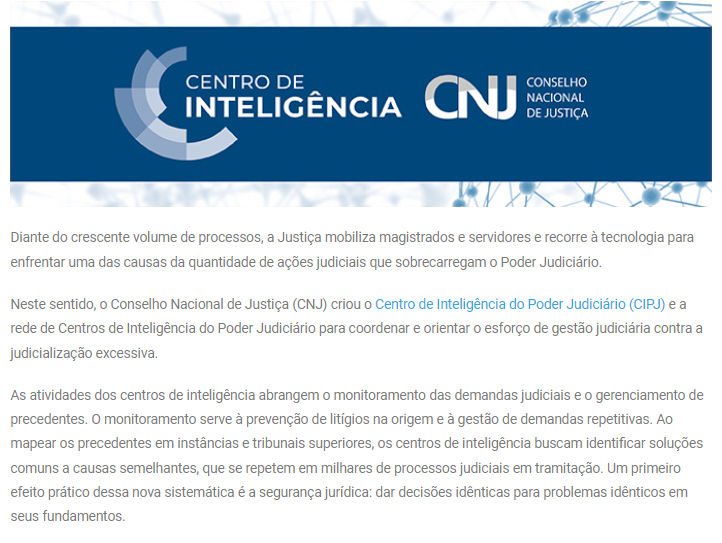 CENTRO DE
INTELIGÊNCIA
CNJ
CONSELHO
NACIONAL
DE JUSTIÇA
Diante do crescente volume de processos, a Justiça mobiliza magistrados e servidores e recorre à tecnologia para
enfrentar uma das causas da quantidade de ações judiciais que sobrecarregam o Poder Judiciário.
Neste sentido, o Conselho Nacional de Justiça (CNJ) criou o Centro de Inteligência do Poder Judiciário (CIPJ) e a
rede de Centros de Inteligência do Poder Judiciário para coordenar e orientar o esforço de gestão judiciária contra a
judicialização excessiva.
As atividades dos centros de inteligência abrangem o monitoramento das demandas judiciais e o gerenciamento de
precedentes. O monitoramento serve à prevenção de litígios na origem e à gestão de demandas repetitivas. Ao
mapear os precedentes em instâncias e tribunais superiores, os centros de inteligência buscam identificar soluções
comuns a causas semelhantes, que se repetem em milhares de processos judiciais em tramitação. Um primeiro
efeito prático dessa nova sistemática é a segurança jurídica: dar decisões idênticas para problemas idênticos em
seus fundamentos.